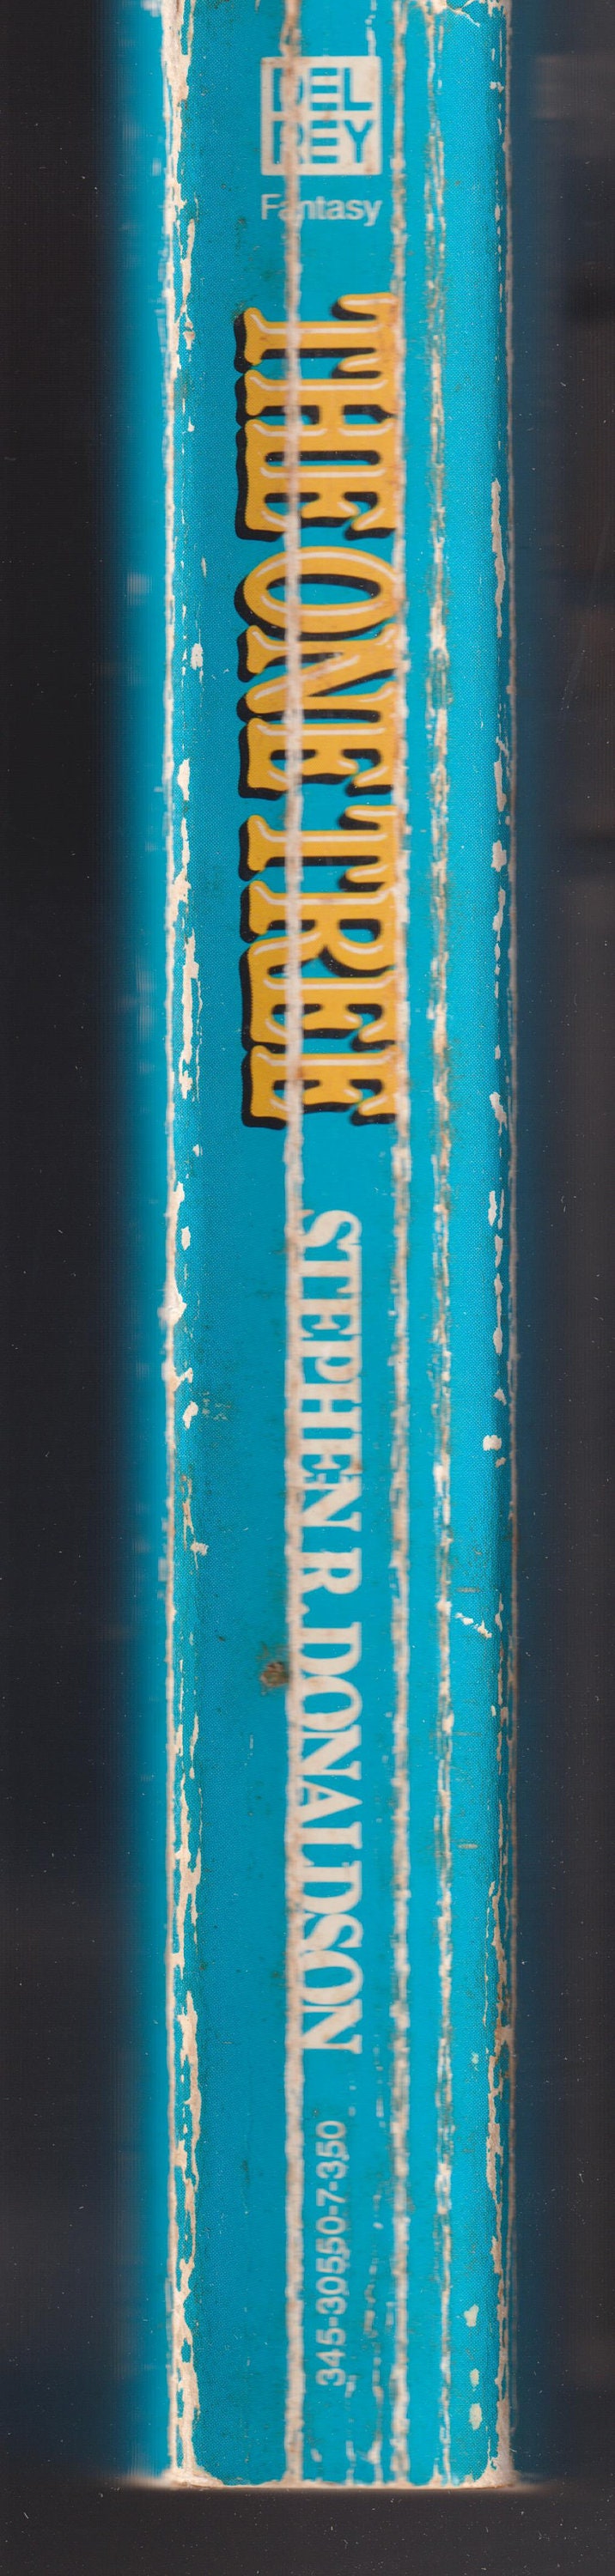 DEL
REY
Fantasy
THE ONE TREE
STEPHEN R. DONALDSON
345-30550-7-350